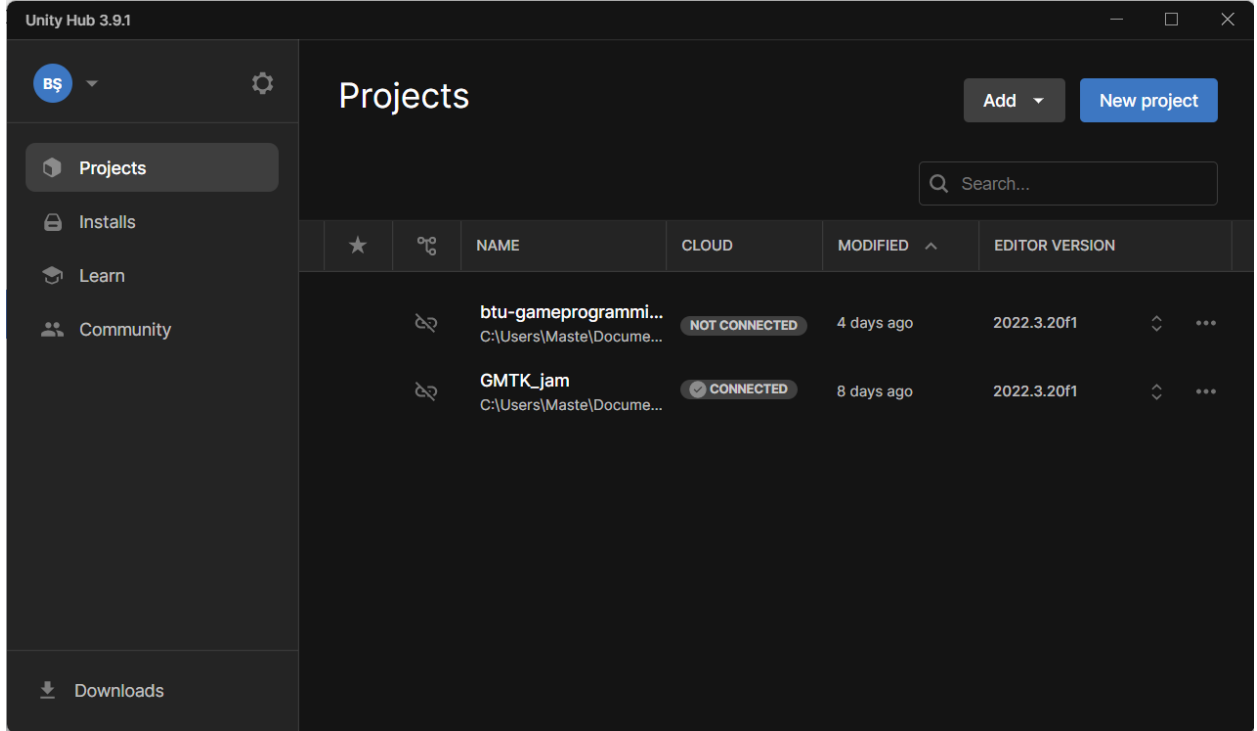 Unity Hub 3.9.1
BŞ
Projects
Add
New project
Projects
Installs
Learn
Community
Search...
NAME CLOUD MODIFIED EDITOR VERSION
btu-gameprogrammi... NOT CONNECTED 4 days ago 2022.3.20f1
C:\Users\Maste\Docume...
GMTK_jam CONNECTED 8 days ago 2022.3.20f1
C:\Users\Maste\Docume...
Downloads